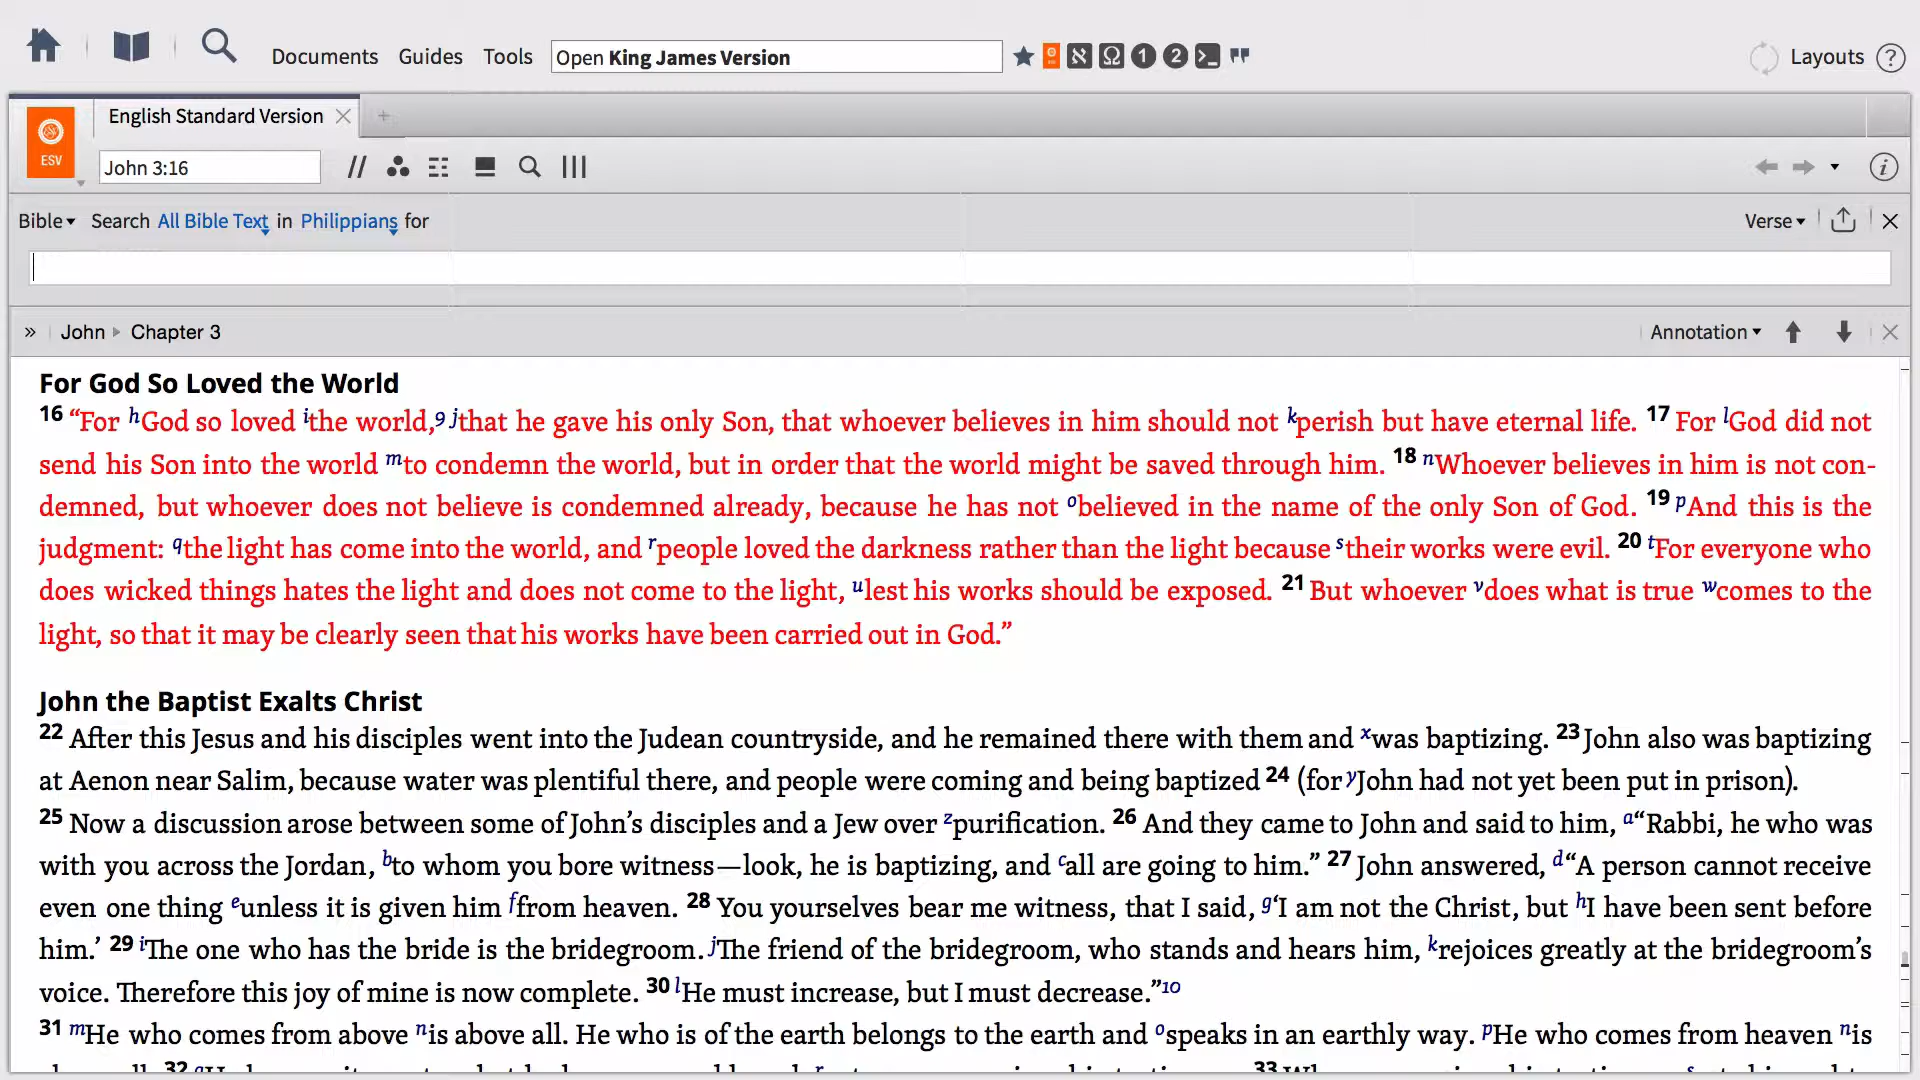 Documents Guides Tools Open King James Version 1 2 Layouts ?
English Standard Version
ESV
John 3:16
Bible Search All Bible Text in Philippians for Verse
» John Chapter 3 Annotation
For God So Loved the World
16 “For hGod so loved ithe world,9 jthat he gave his only Son, that whoever believes in him should not kperish but have eternal life. 17 For lGod did not
send his Son into the world mto condemn the world, but in order that the world might be saved through him. 18 nWhoever believes in him is not con-
demned, but whoever does not believe is condemned already, because he has not obelieved in the name of the only Son of God. 19 pAnd this is the
judgment: qthe light has come into the world, and rpeople loved the darkness rather than the light because stheir works were evil. 20 tFor everyone who
does wicked things hates the light and does not come to the light, ulest his works should be exposed. 21 But whoever vdoes what is true wcomes to the
light, so that it may be clearly seen that his works have been carried out in God.”
John the Baptist Exalts Christ
22 After this Jesus and his disciples went into the Judean countryside, and he remained there with them and xwas baptizing. 23 John also was baptizing
at Aenon near Salim, because water was plentiful there, and people were coming and being baptized 24 (for yJohn had not yet been put in prison).
25 Now a discussion arose between some of John’s disciples and a Jew over zpurification. 26 And they came to John and said to him, a“Rabbi, he who was
with you across the Jordan, bto whom you bore witness—look, he is baptizing, and call are going to him.” 27 John answered, d“A person cannot receive
even one thing eunless it is given him ffrom heaven. 28 You yourselves bear me witness, that I said, g‘I am not the Christ, but hI have been sent before
him.’ 29 iThe one who has the bride is the bridegroom. jThe friend of the bridegroom, who stands and hears him, krejoices greatly at the bridegroom’s
voice. Therefore this joy of mine is now complete. 30 lHe must increase, but I must decrease.”10
31 mHe who comes from above nis above all. He who is of the earth belongs to the earth and ospeaks in an earthly way. pHe who comes from heaven nis
32 33